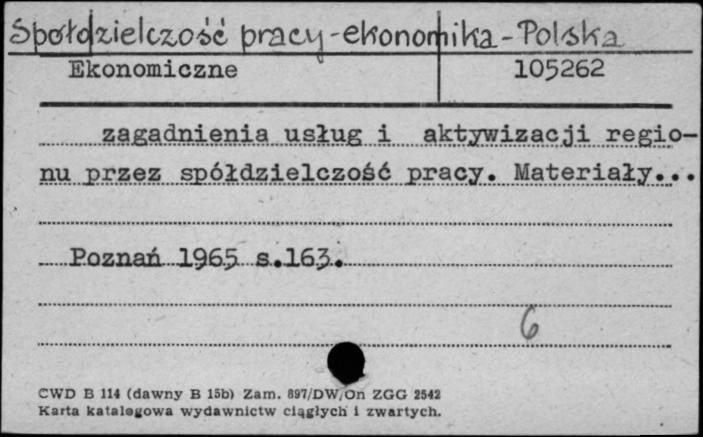 Spółdzielczość pracy-ekonomika-Polska
Ekonomiczne 105262
zagadnienia usług i aktywizacji regio-
nu przez spółdzielczość pracy. Materiały...
Poznań 1965 s.163.
6
CWD B 114 (dawny B 15b) Zam. 897/DW/On ZGG 2542
Karta katalogowa wydawnictw ciągłych i zwartych.